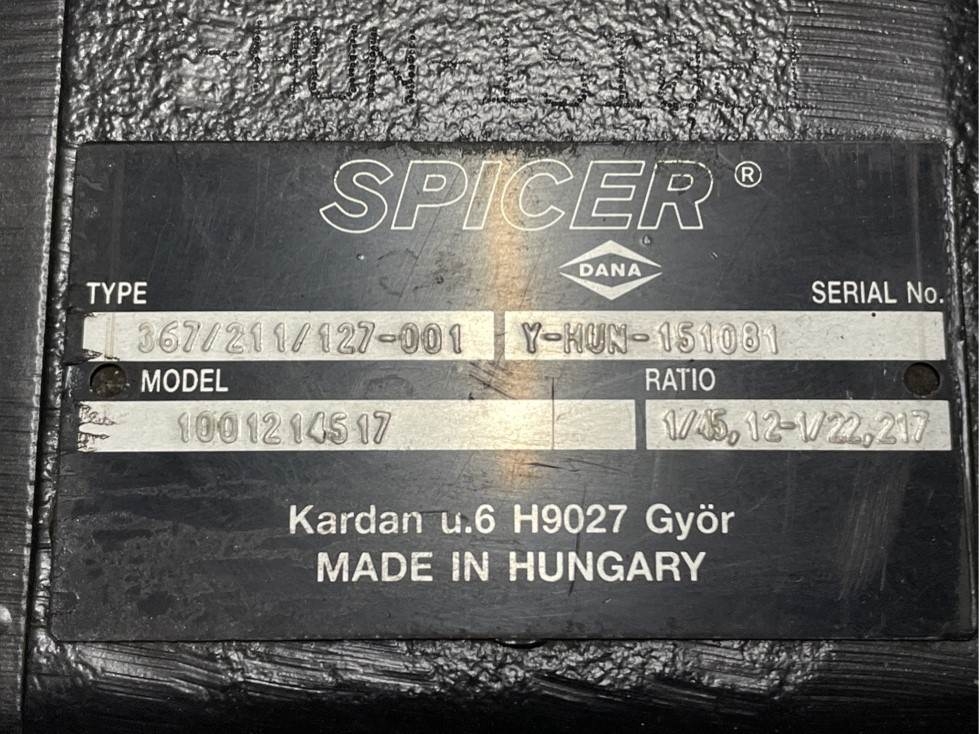 SPICER®
DANA
TYPE
SERIAL No.
367/211/127-001
Y-HUN-151081
MODEL
RATIO
1001214517
1/45,12-1/22,217
Kardan u.6 H9027 Györ
MADE IN HUNGARY